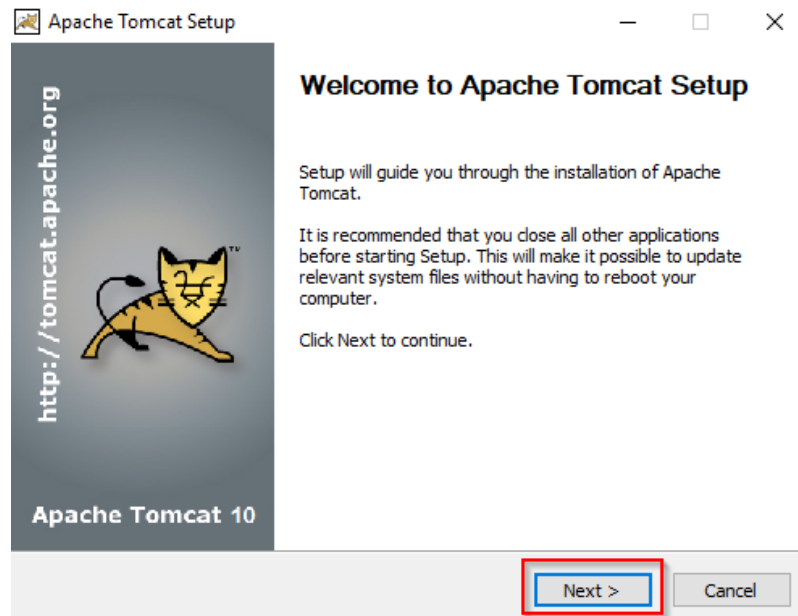 Apache Tomcat Setup
http://tomcat.apache.org
TM
Apache Tomcat 10
Welcome to Apache Tomcat Setup
Setup will guide you through the installation of Apache
Tomcat.
It is recommended that you close all other applications
before starting Setup. This will make it possible to update
relevant system files without having to reboot your
computer.
Click Next to continue.
Next >
Cancel